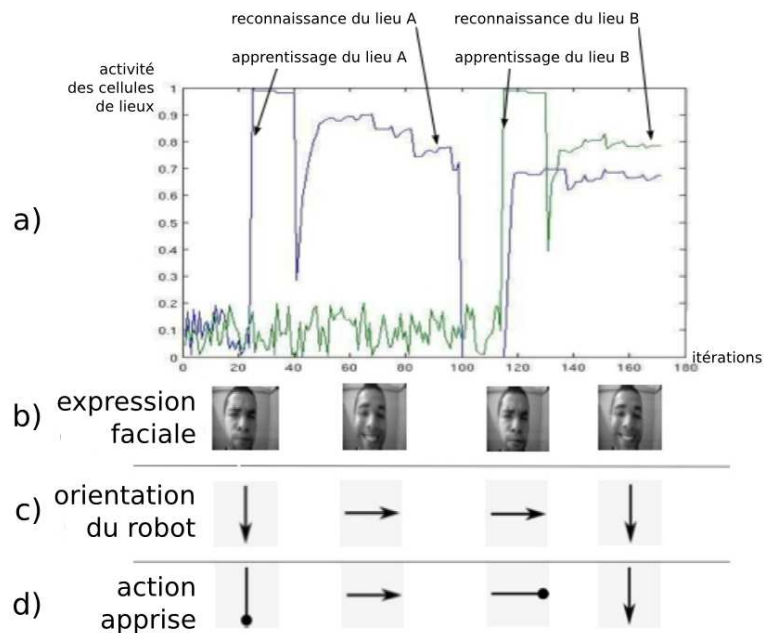 reconnaissance du lieu A
reconnaissance du lieu B
apprentissage du lieu A
apprentissage du lieu B
activité
des cellules
de lieux
a)
1
0.9
0.8
0.7
0.6
0.5
0.4
0.3
0.2
0.1
0
0 20 40 60 80 100 120 140 160 180
itérations
b) expression
faciale
c) orientation
du robot
d) action
apprise